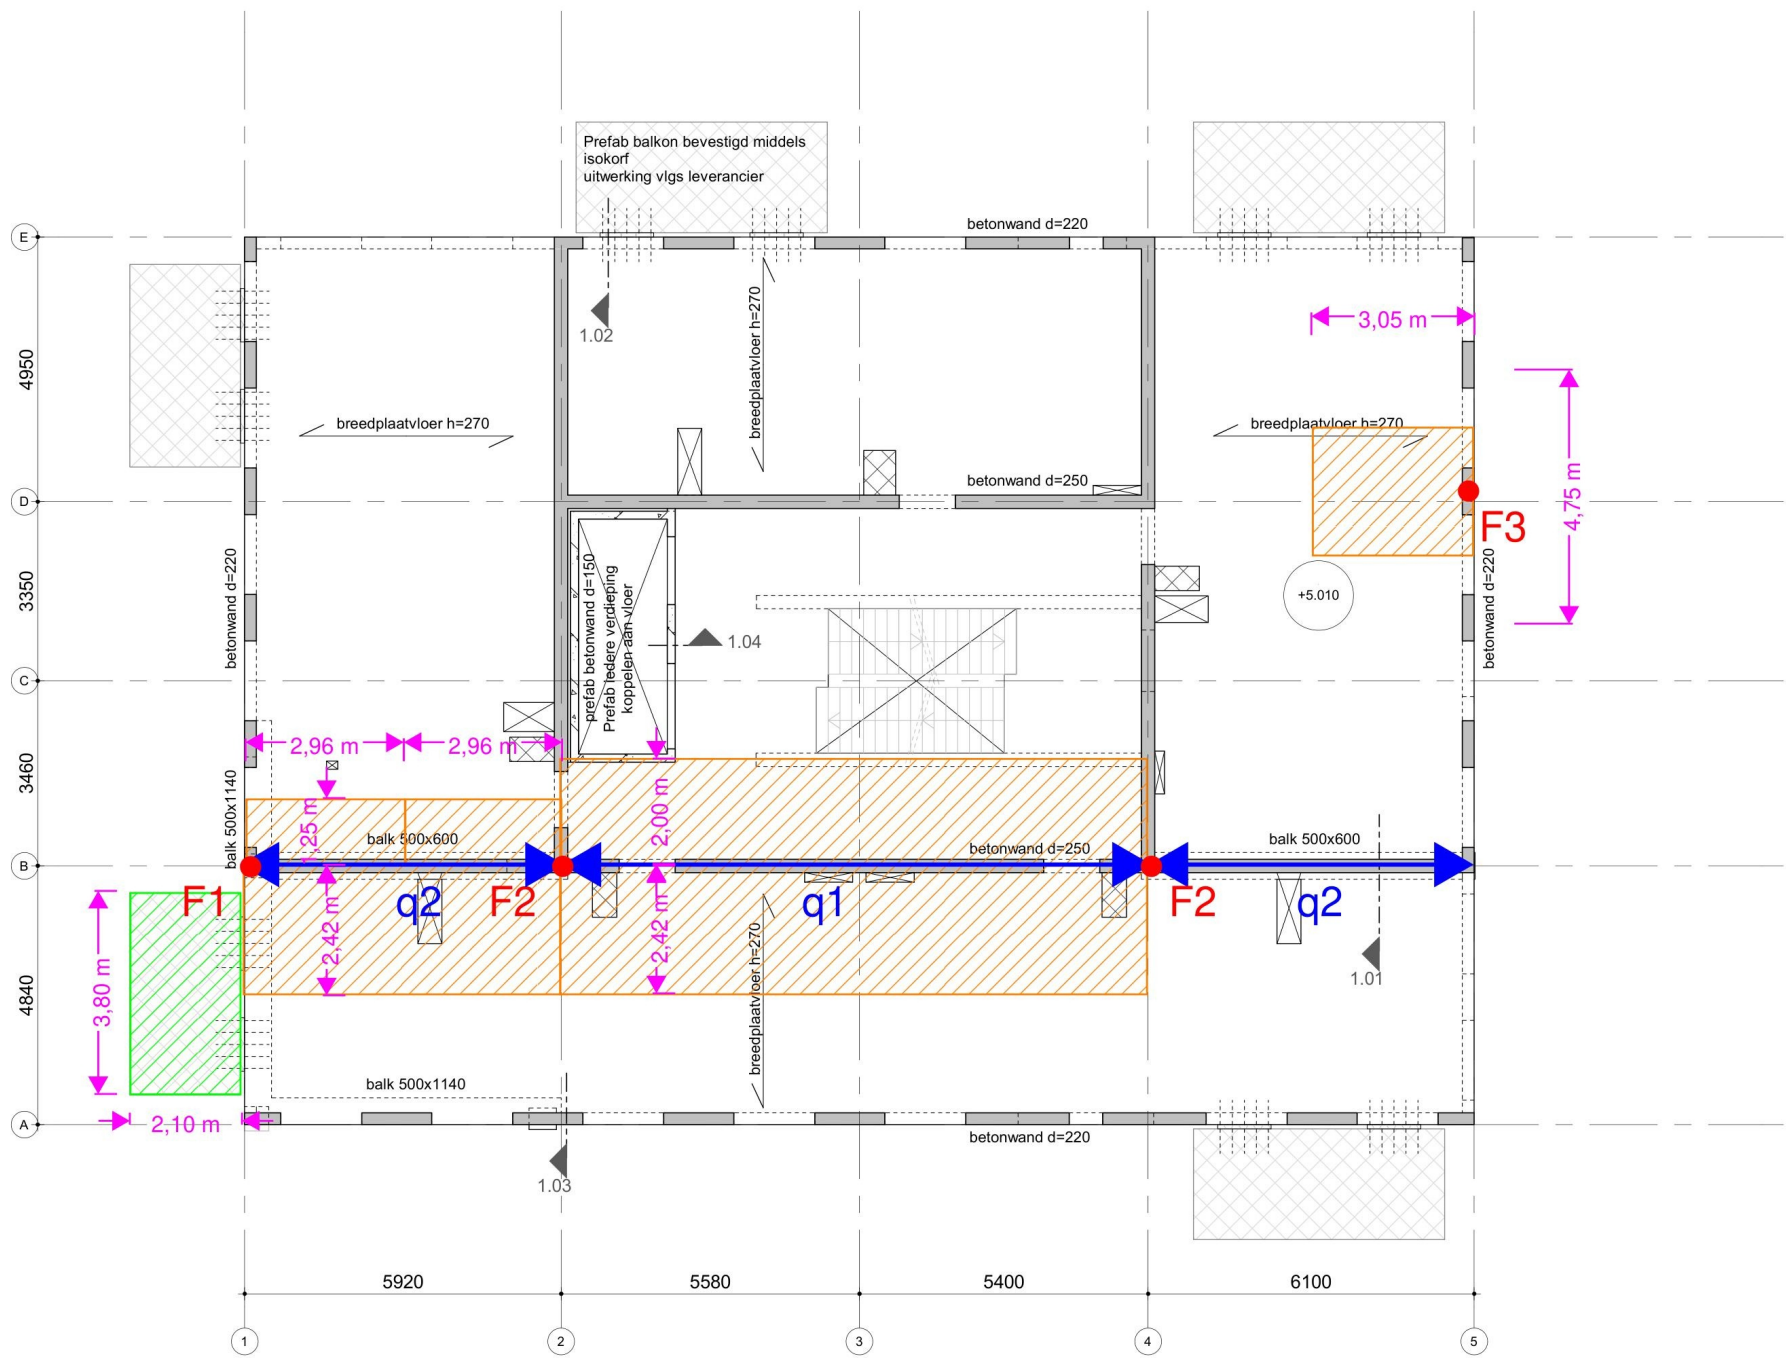 Prefab balkon bevestigd middels
isokorf
uitwerking vlgs leverancier
betonwand d=220
E
1.02
breedplaatvloer h=270
3,05 m
4950
breedplaatvloer h=270
breedplaatvloer h=270
betonwand d=250
4,75 m
D
F3
prefab betonwand d=150
Prefab iedere verdieping
koppelen aan vloer
3350
betonwand d=220
+5.010
betonwand d=220
1.04
C
2,96 m
2,96 m
3460
balk 500x1140
1,25 m
2,00 m
balk 500x600
betonwand d=250
balk 500x600
B
F1
q2
F2
q1
F2
q2
2,42 m
2,42 m
breedplaatvloer h=270
1.01
4840
3,80 m
balk 500x1140
2,10 m
A
betonwand d=220
1.03
5920
5580
5400
6100
1
2
3
4
5